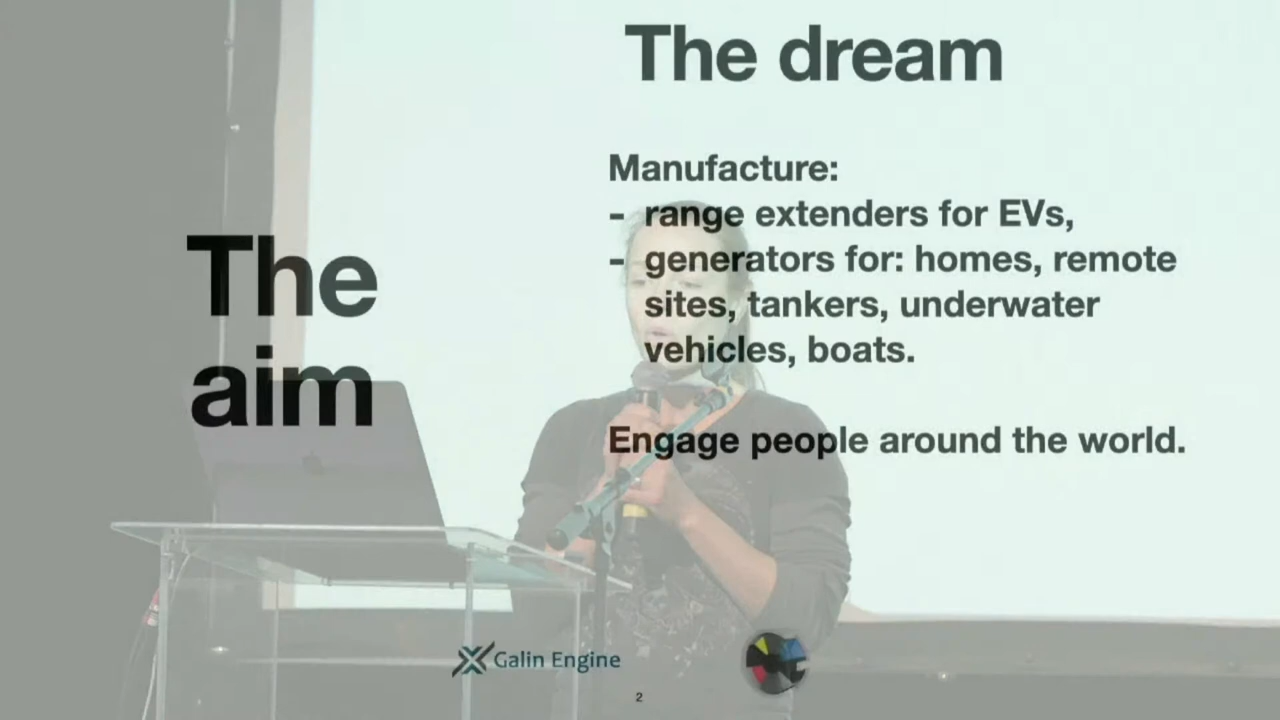 The dream
The
aim
Manufacture:
- range extenders for EVs,
- generators for: homes, remote
sites, tankers, underwater
vehicles, boats.
Engage people around the world.
Galin Engine
2